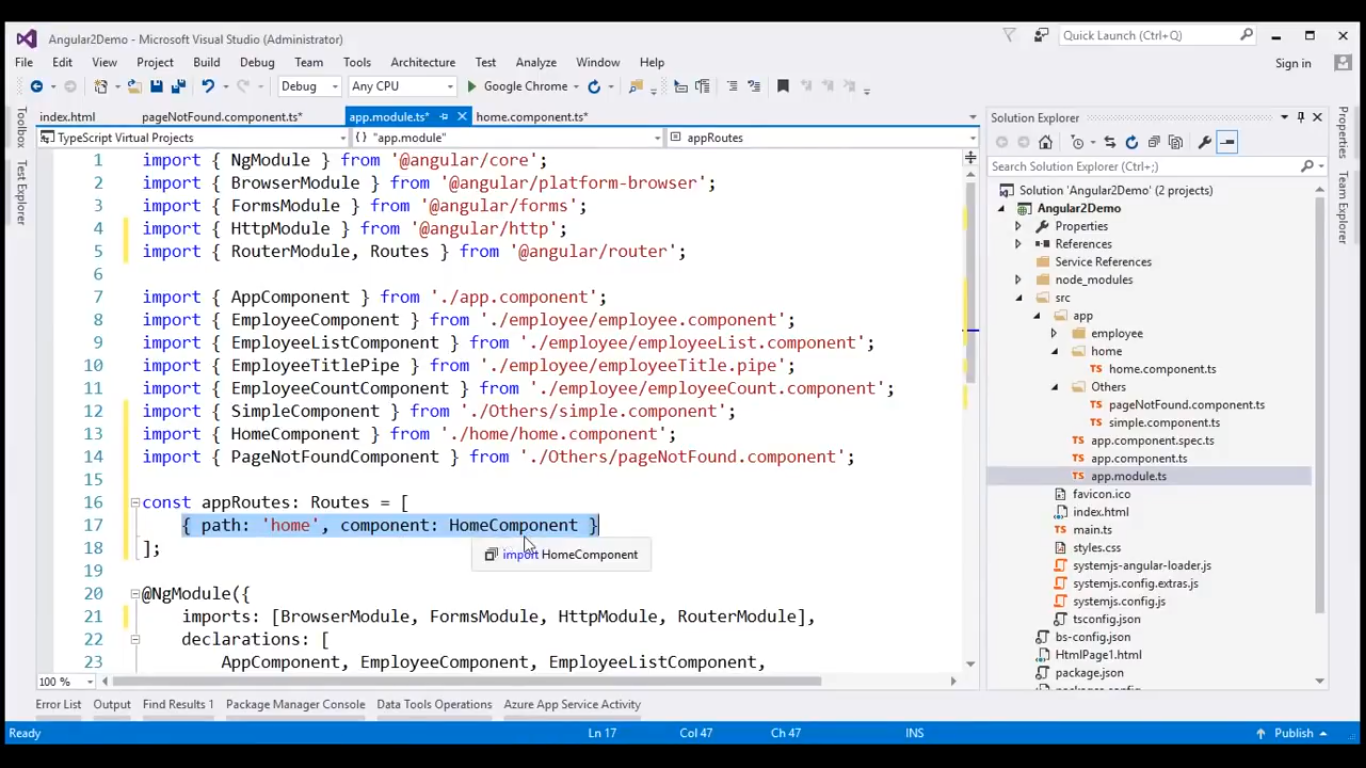 Angular2Demo - Microsoft Visual Studio (Administrator)
Quick Launch (Ctrl+Q)
File Edit View Project Build Debug Team Tools Architecture Test Analyze Window Help
Sign in
Debug Any CPU Google Chrome
Toolbox
Test Explorer
index.html pageNotFound.component.ts* app.module.ts* home.component.ts*
TypeScript Virtual Projects {} "app.module" appRoutes
1 import { NgModule } from '@angular/core';
2 import { BrowserModule } from '@angular/platform-browser';
3 import { FormsModule } from '@angular/forms';
4 import { HttpModule } from '@angular/http';
5 import { RouterModule, Routes } from '@angular/router';
6
7 import { AppComponent } from './app.component';
8 import { EmployeeComponent } from './employee/employee.component';
9 import { EmployeeListComponent } from './employee/employeeList.component';
10 import { EmployeeTitlePipe } from './employee/employeeTitle.pipe';
11 import { EmployeeCountComponent } from './employee/employeeCount.component';
12 import { SimpleComponent } from './Others/simple.component';
13 import { HomeComponent } from './home/home.component';
14 import { PageNotFoundComponent } from './Others/pageNotFound.component';
15
16 const appRoutes: Routes = [
17 { path: 'home', component: HomeComponent }
import HomeComponent
18 ];
19
20 @NgModule({
21 imports: [BrowserModule, FormsModule, HttpModule, RouterModule],
22 declarations: [
23 AppComponent, EmployeeComponent, EmployeeListComponent,
100 %
Solution Explorer
Search Solution Explorer (Ctrl+;)
Solution 'Angular2Demo' (2 projects)
Angular2Demo
Properties
References
Service References
node_modules
src
app
employee
home
TS home.component.ts
Others
TS pageNotFound.component.ts
TS simple.component.ts
TS app.component.spec.ts
TS app.component.ts
TS app.module.ts
favicon.ico
index.html
TS main.ts
styles.css
systemjs-angular-loader.js
systemjs.config.extras.js
systemjs.config.js
tsconfig.json
bs-config.json
HtmlPage1.html
package.json
Properties
Team Explorer
Error List Output Find Results 1 Package Manager Console Data Tools Operations Azure App Service Activity
Ready Ln 17 Col 47 Ch 47 INS Publish